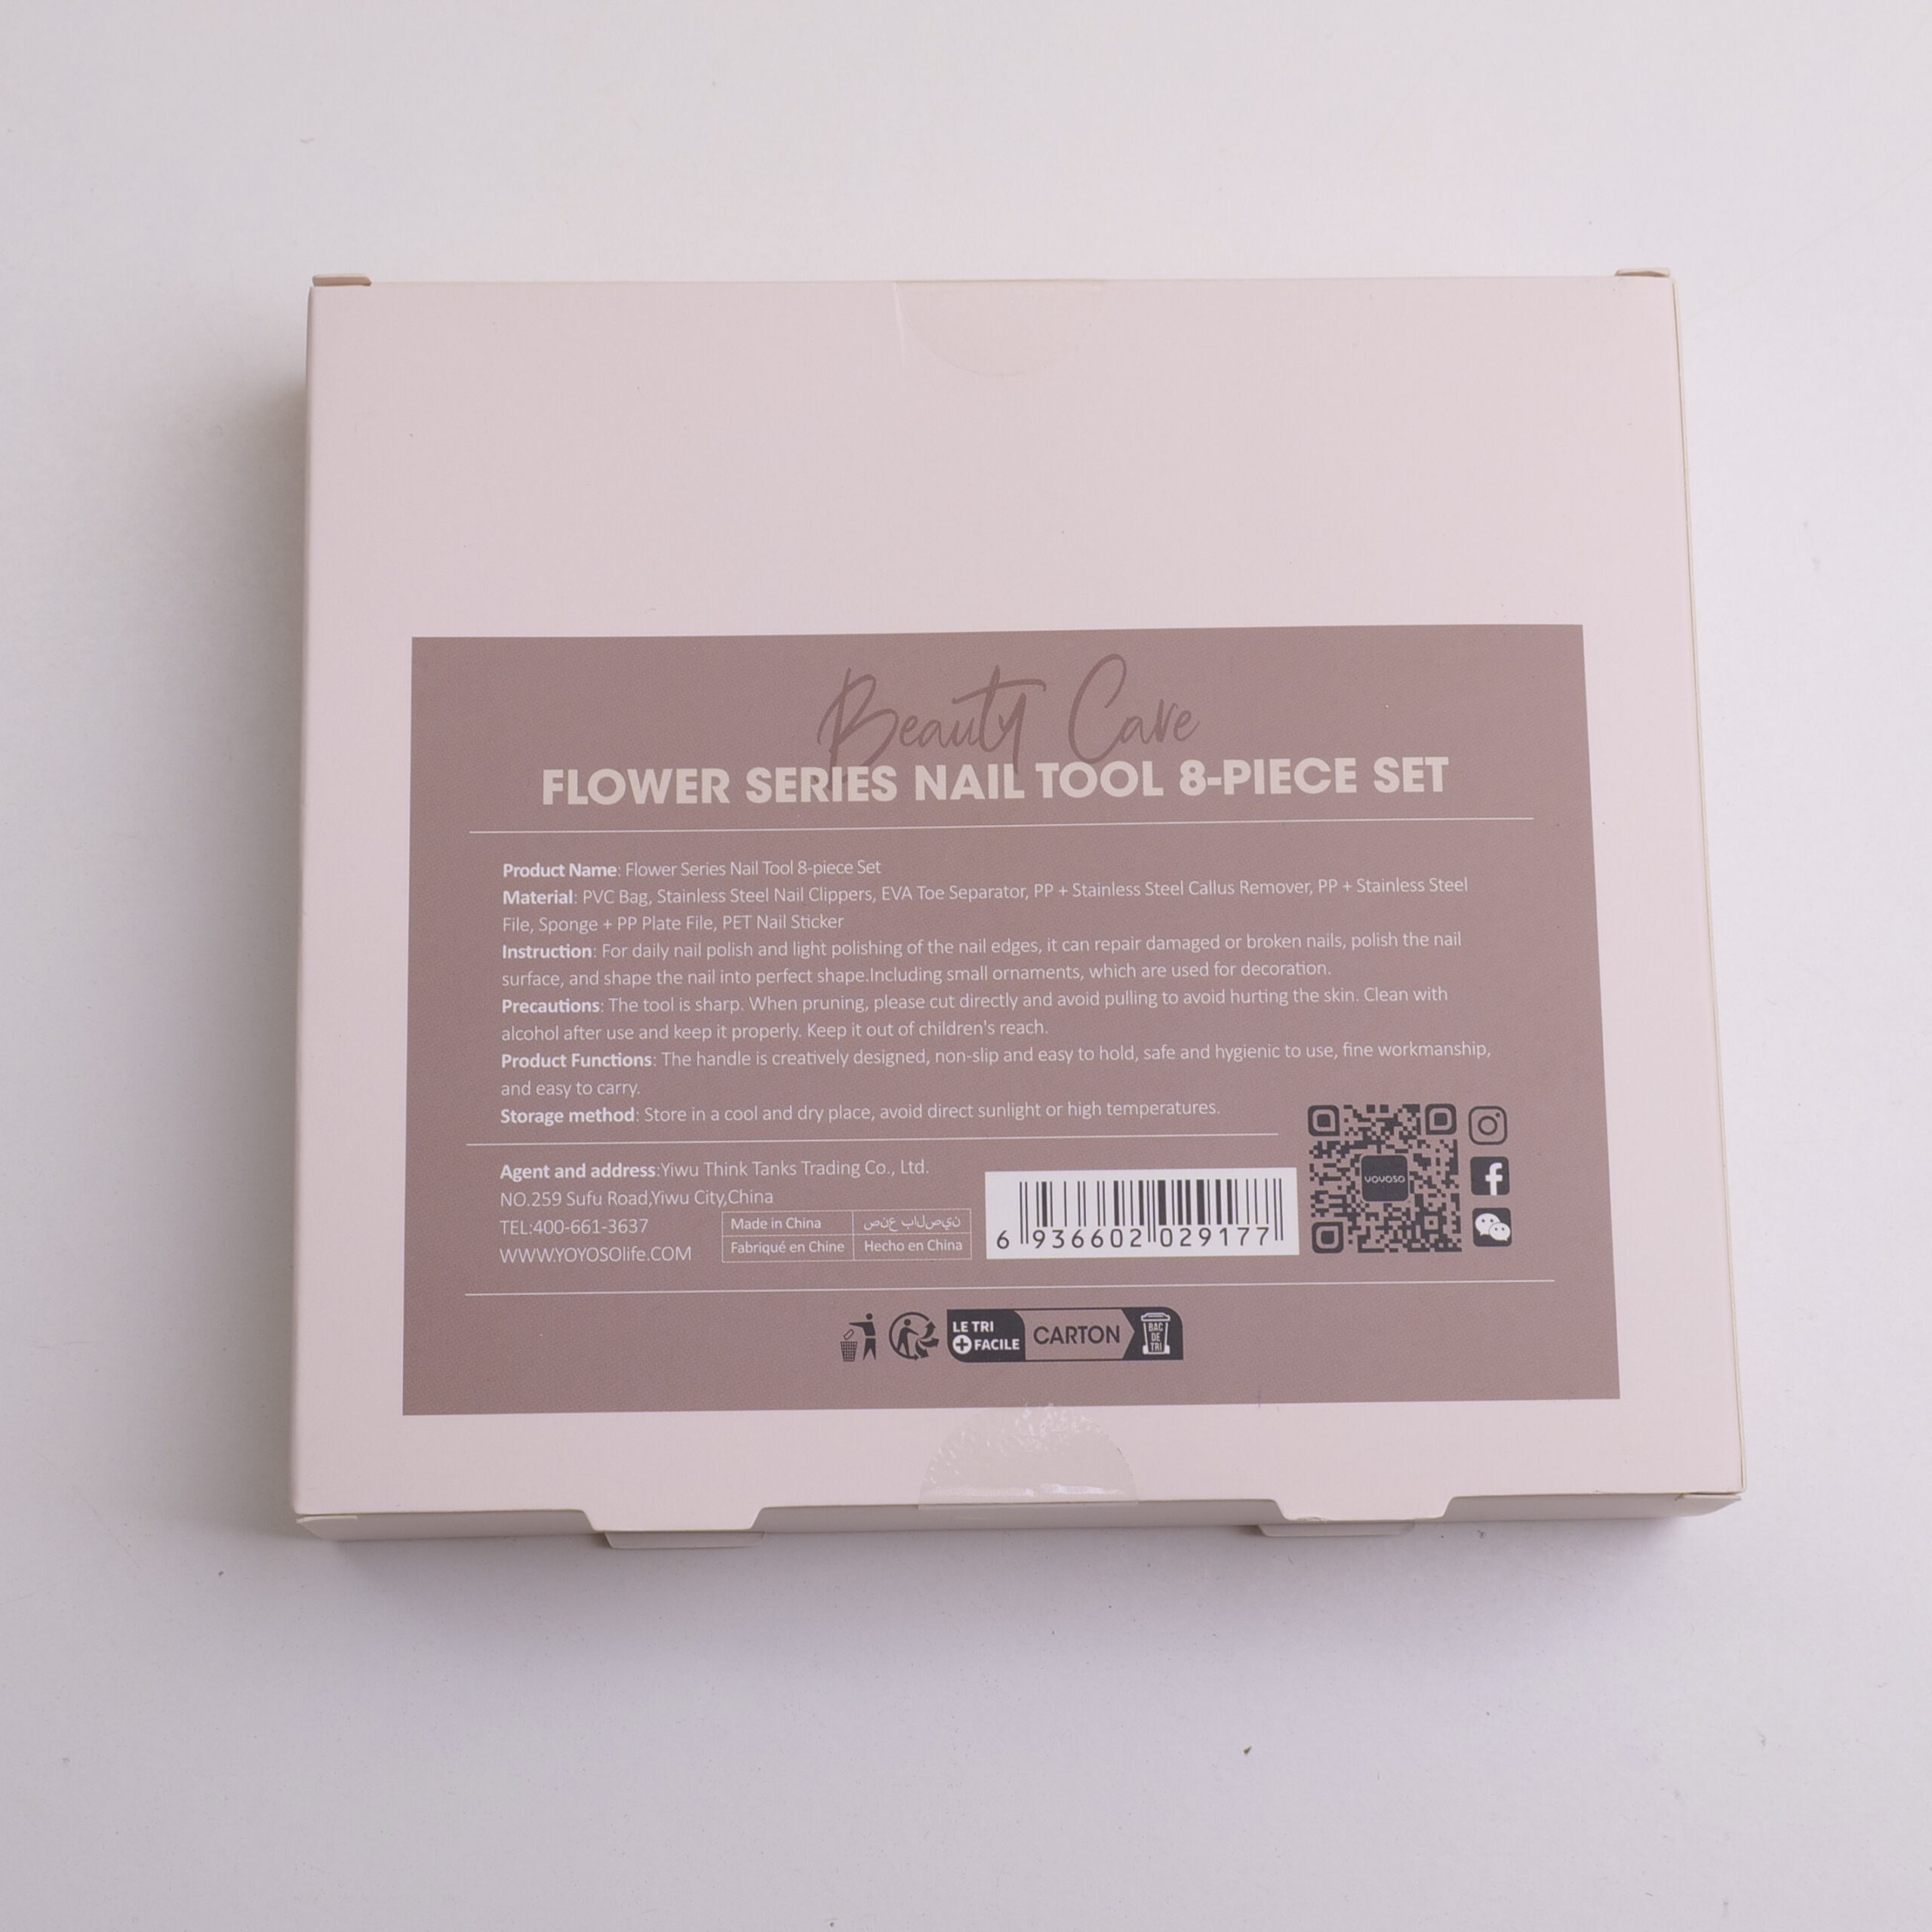 Beauty Care
FLOWER SERIES NAIL TOOL 8-PIECE SET
Product Name: Flower Series Nail Tool 8-piece Set
Material: PVC Bag, Stainless Steel Nail Clippers, EVA Toe Separator, PP + Stainless Steel Callus Remover, PP + Stainless Steel
File, Sponge + PP Plate File, PET Nail Sticker
Instruction: For daily nail polish and light polishing of the nail edges, it can repair damaged or broken nails, polish the nail
surface, and shape the nail into perfect shape.Including small ornaments, which are used for decoration.
Precautions: The tool is sharp. When pruning, please cut directly and avoid pulling to avoid hurting the skin. Clean with
alcohol after use and keep it properly. Keep it out of children's reach.
Product Functions: The handle is creatively designed, non-slip and easy to hold, safe and hygienic to use, fine workmanship,
and easy to carry.
Storage method: Store in a cool and dry place, avoid direct sunlight or high temperatures.
Agent and address:Yiwu Think Tanks Trading Co., Ltd.
NO.259 Sufu Road,Yiwu City,China
TEL:400-661-3637
WWW.YOYOSOlife.COM
Made in China
صنع بالصين
Fabriqué en Chine
Hecho en China
6 936602 029177
YOYOSO
LE TRI
+ FACILE
CARTON
BAC
DE
TRI